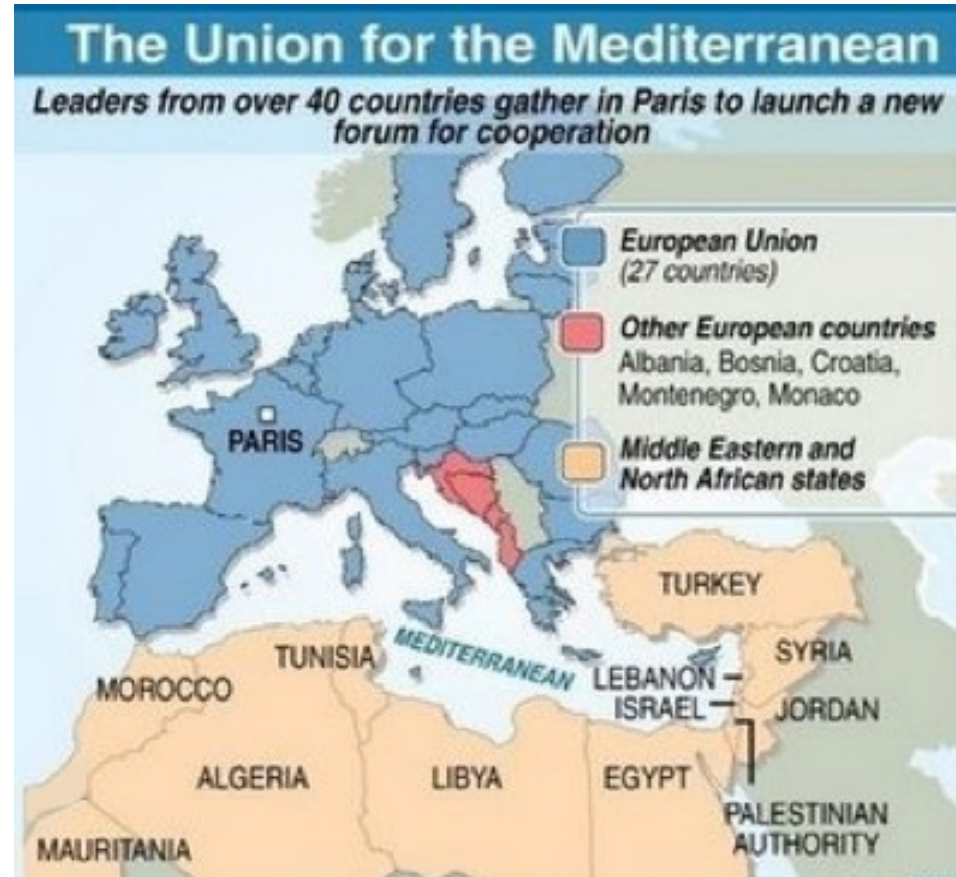 The Union for the Mediterranean
Leaders from over 40 countries gather in Paris to launch a new
forum for cooperation
European Union
(27 countries)
Other European countries
Albania, Bosnia, Croatia,
Montenegro, Monaco
Middle Eastern and
North African states
PARIS
TURKEY
MEDITERRANEAN
TUNISIA
SYRIA
LEBANON
MOROCCO
ISRAEL
JORDAN
ALGERIA
LIBYA
EGYPT
PALESTINIAN
AUTHORITY
MAURITANIA